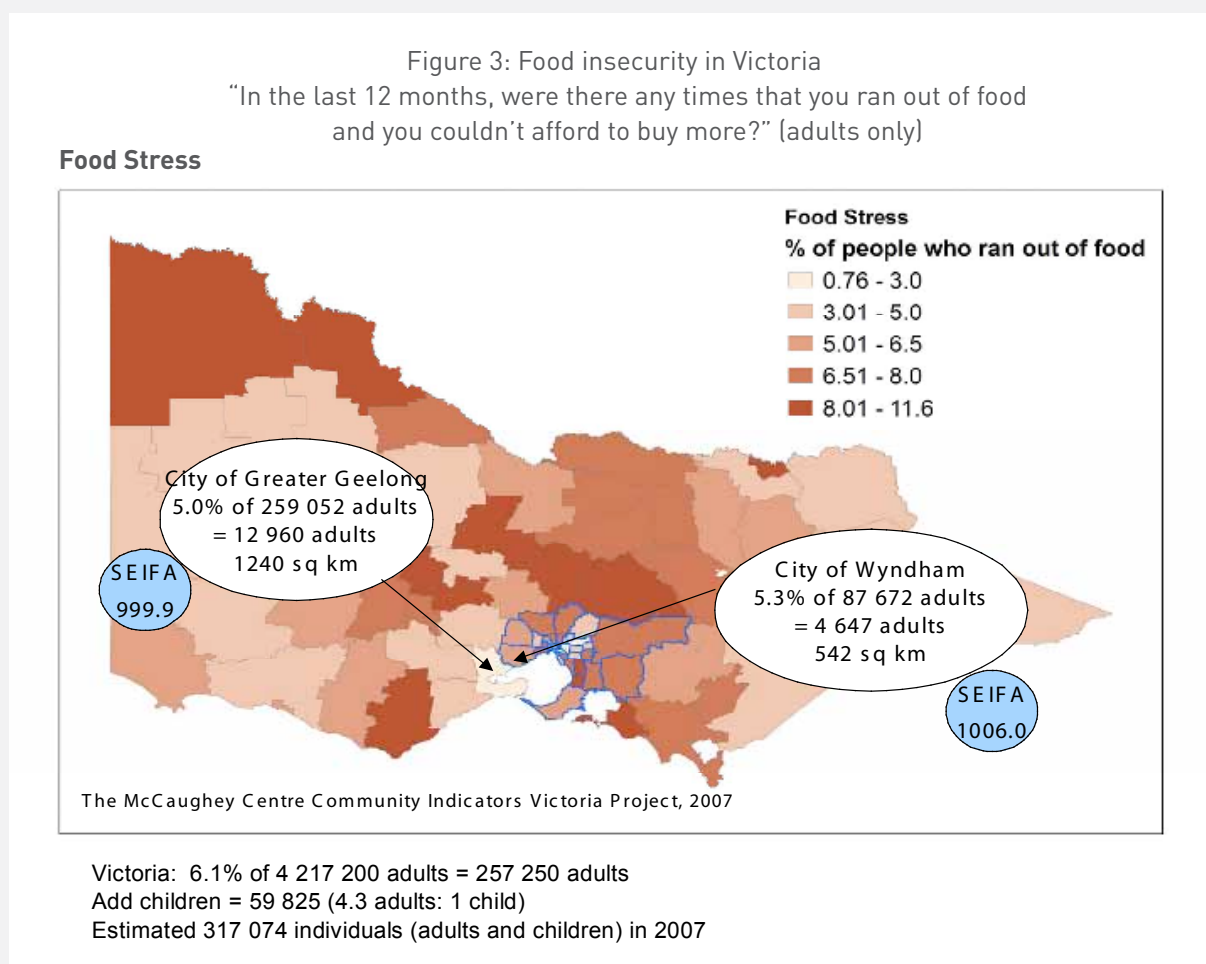 Figure 3: Food insecurity in Victoria
“In the last 12 months, were there any times that you ran out of food
and you couldn’t afford to buy more?” (adults only)
Food Stress
Food Stress
% of people who ran out of food
0.76 - 3.0
3.01 - 5.0
5.01 - 6.5
6.51 - 8.0
8.01 - 11.6
City of Greater Geelong
5.0% of 259 052 adults
= 12 960 adults
1240 sq km
SEIFA
999.9
City of Wyndham
5.3% of 87 672 adults
= 4 647 adults
542 sq km
SEIFA
1006.0
The McCaughey Centre Community Indicators Victoria Project, 2007
Victoria: 6.1% of 4 217 200 adults = 257 250 adults
Add children = 59 825 (4.3 adults: 1 child)
Estimated 317 074 individuals (adults and children) in 2007